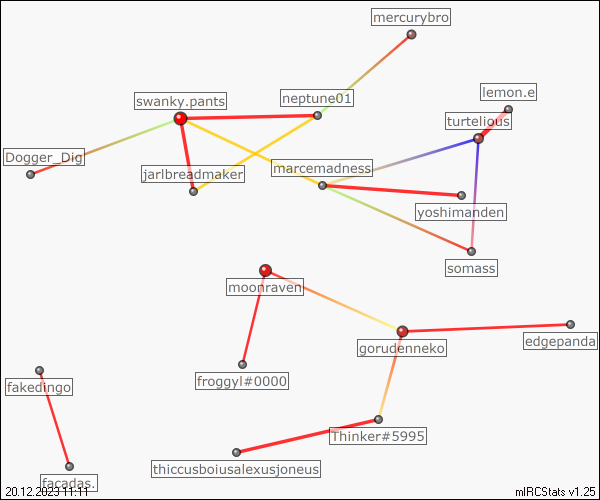 mercurybro
lemon.e
swanky.pants
neptune01
turtelious
Dogger_Dig
jarlbreadmaker
marcemadness
yoshimanden
somass
moonraven
gorudenneko
edgepanda
froggyl#0000
fakedingo
Thinker#5995
thiccusboiusalexusjoneus
facadas.
20.12.2023 11:11
mIRCStats v1.25